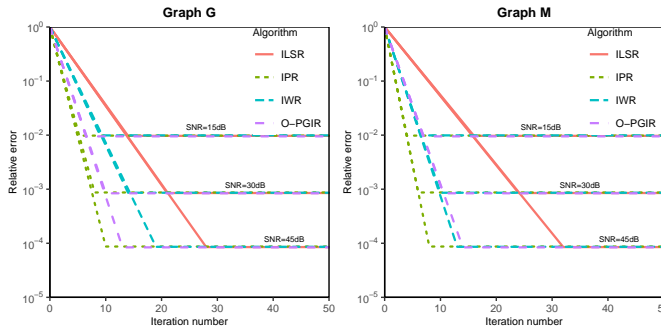 Graph G
Relative error
10^0
10^−1
10^−2
10^−3
10^−4
10^−5
Algorithm
ILSR
IPR
IWR
O−PGIR
SNR=15dB
SNR=30dB
SNR=45dB
0 10 20 30 40 50
Iteration number
Graph M
Relative error
10^0
10^−1
10^−2
10^−3
10^−4
10^−5
Algorithm
ILSR
IPR
IWR
O−PGIR
SNR=15dB
SNR=30dB
SNR=45dB
0 10 20 30 40 50
Iteration number